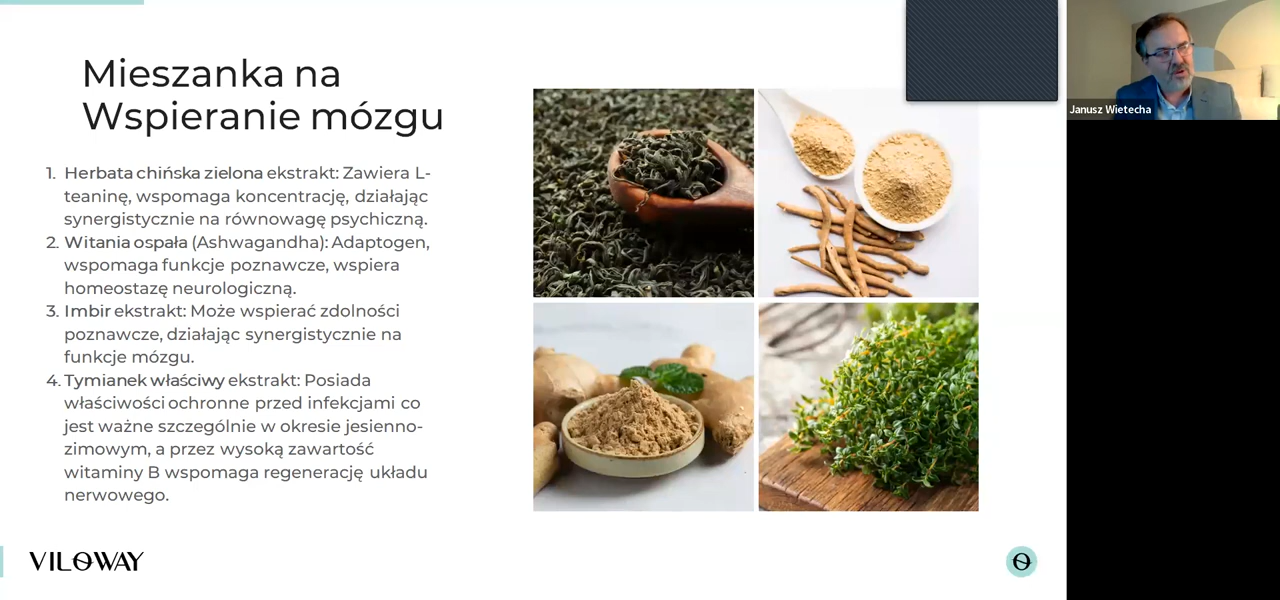 Mieszanka na
Wspieranie mózgu
1. Herbata chińska zielona ekstrakt: Zawiera L-
teaninę, wspomaga koncentrację, działając
synergistycznie na równowagę psychiczną.
2. Witania ospała (Ashwagandha): Adaptogen,
wspomaga funkcje poznawcze, wspiera
homeostazę neurologiczną.
3. Imbir ekstrakt: Może wspierać zdolności
poznawcze, działając synergistycznie na
funkcje mózgu.
4. Tymianek właściwy ekstrakt: Posiada
właściwości ochronne przed infekcjami co
jest ważne szczególnie w okresie jesienno-
zimowym, a przez wysoką zawartość
witaminy B wspomaga regenerację układu
nerwowego.
VILOWAY
Janusz Wietecha